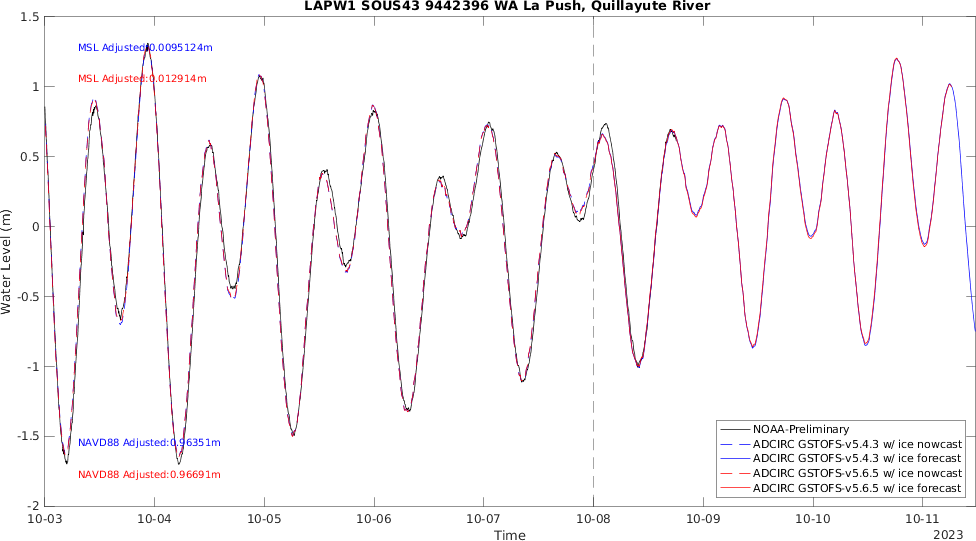 LAPW1 SOUS43 9442396 WA La Push, Quillayute River
1.5
1
0.5
0
-0.5
-1
-1.5
-2
Water Level (m)
MSL Adjusted:0.0095124m
MSL Adjusted:0.012914m
NAVD88 Adjusted:0.96351m
NAVD88 Adjusted:0.96691m
NOAA-Preliminary
ADCIRC GSTOFS-v5.4.3 w/ ice nowcast
ADCIRC GSTOFS-v5.4.3 w/ ice forecast
ADCIRC GSTOFS-v5.6.5 w/ ice nowcast
ADCIRC GSTOFS-v5.6.5 w/ ice forecast
10-03 10-04 10-05 10-06 10-07 10-08 10-09 10-10 10-11
Time
2023